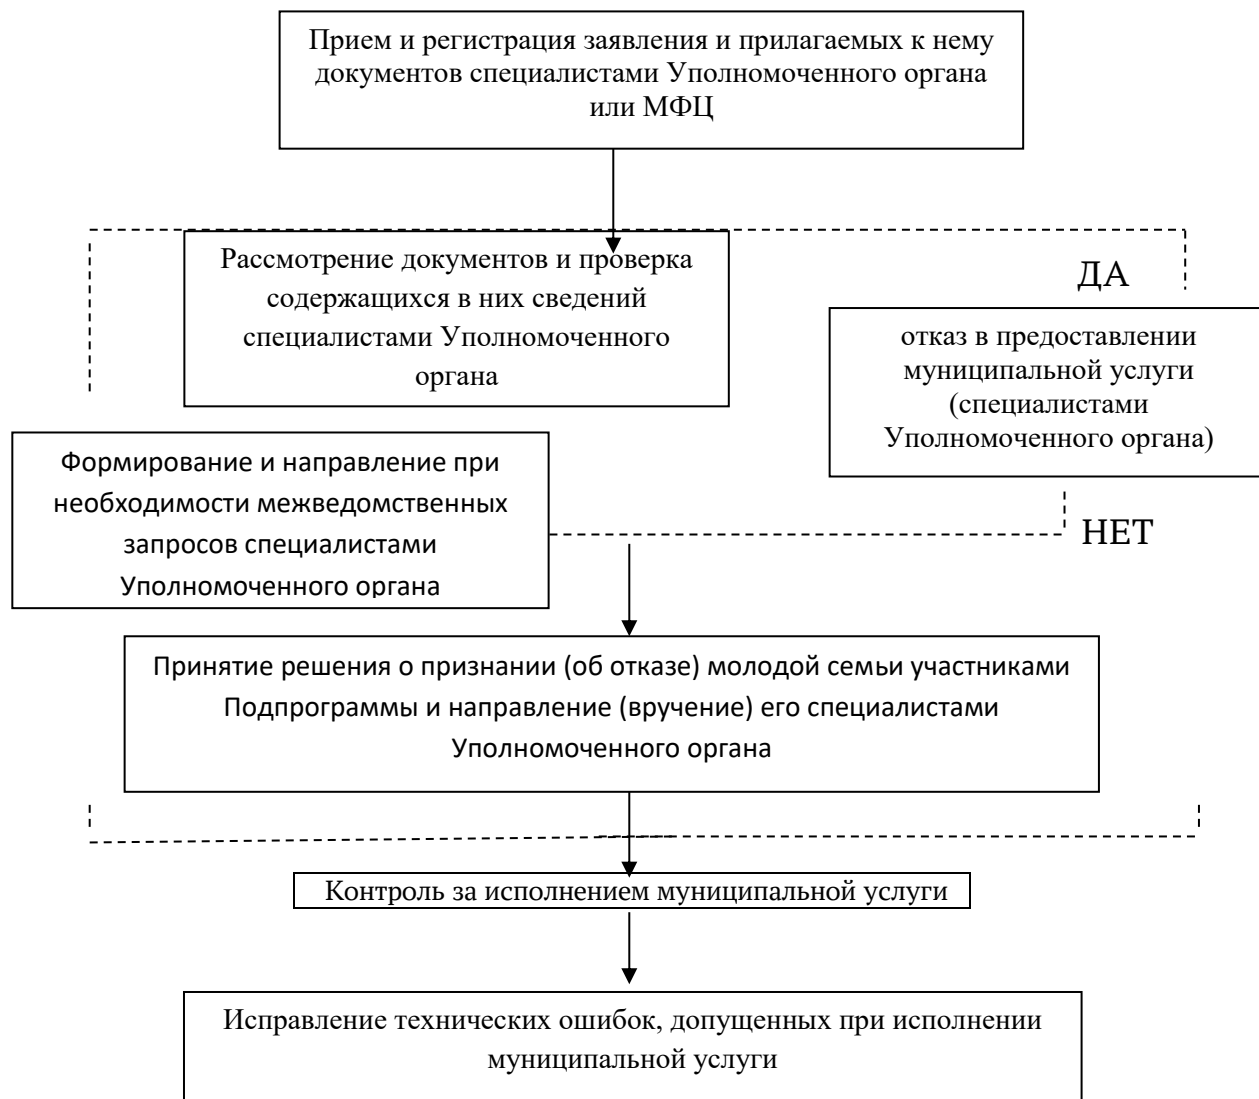 Прием и регистрация заявления и прилагаемых к нему
документов специалистами Уполномоченного органа
или МФЦ
Рассмотрение документов и проверка
содержащихся в них сведений
специалистами Уполномоченного
органа
ДА
отказ в предоставлении
муниципальной услуги
(специалистами
Уполномоченного органа)
Формирование и направление при
необходимости межведомственных
запросов специалистами
Уполномоченного органа
НЕТ
Принятие решения о признании (об отказе) молодой семьи участниками
Подпрограммы и направление (вручение) его специалистами
Уполномоченного органа
Контроль за исполнением муниципальной услуги
Исправление технических ошибок, допущенных при исполнении
муниципальной услуги